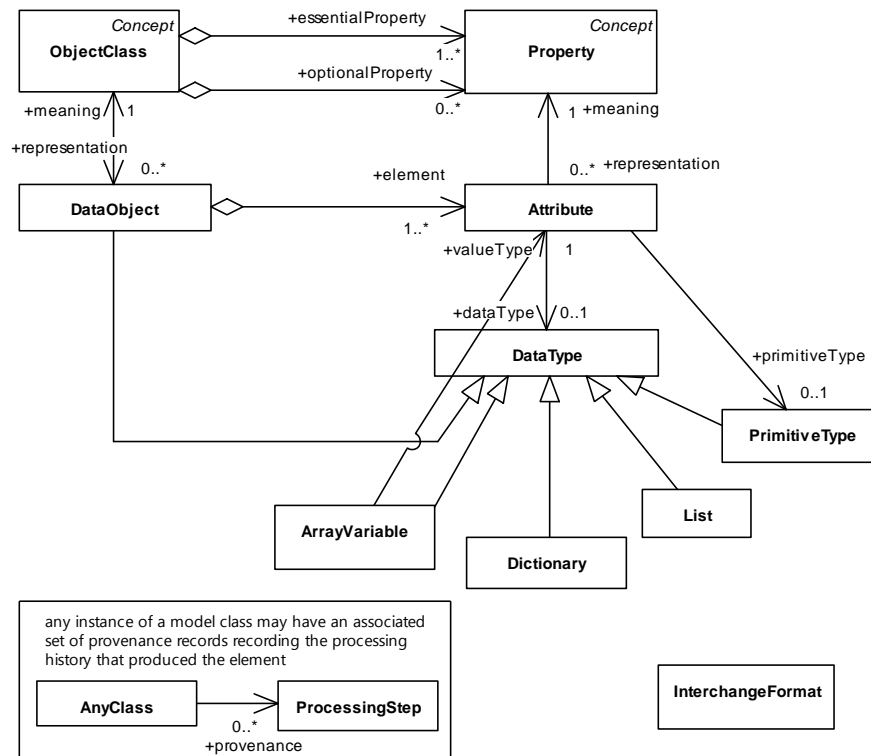 Concept
ObjectClass
+essentialProperty
1..*
+optionalProperty
0..*
Concept
Property
+meaning
1
+representation
0..*
1
+meaning
0..*
+representation
DataObject
+element
1..*
Attribute
+valueType
1
+dataType
0..1
DataType
+primitiveType
0..1
PrimitiveType
ArrayVariable
Dictionary
List
any instance of a model class may have an associated
set of provenance records recording the processing
history that produced the element
AnyClass
0..*
+provenance
ProcessingStep
InterchangeFormat